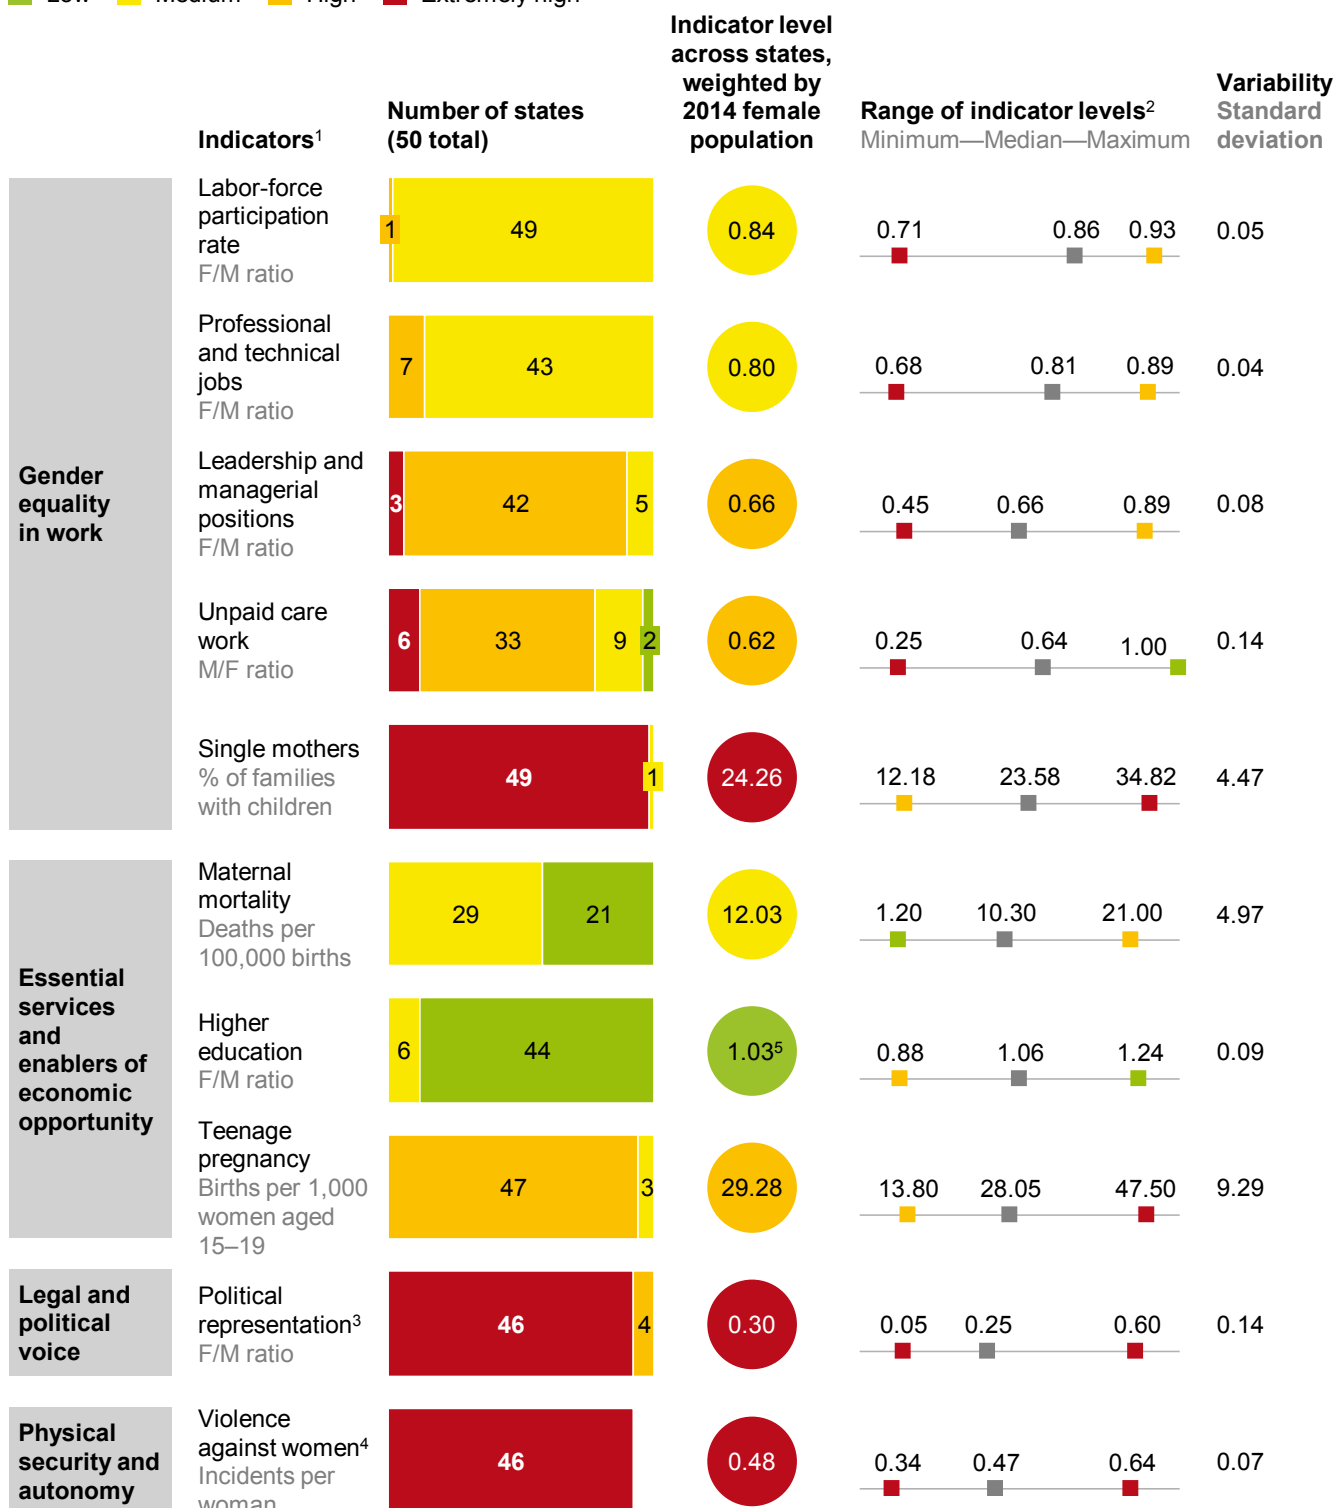 Low Medium High Extremely high
Indicator level
across states,
weighted by
2014 female
population
Number of states
(50 total)
Indicators1
Range of indicator levels2
Minimum—Median—Maximum
Variability
Standard
deviation
Gender
equality
in work
Labor-force
participation
rate
F/M ratio
1 49 0.84 0.71 0.86 0.93 0.05
Professional
and technical
jobs
F/M ratio
7 43 0.80 0.68 0.81 0.89 0.04
Leadership and
managerial
positions
F/M ratio
3 42 5 0.66 0.45 0.66 0.89 0.08
Unpaid care
work
M/F ratio
6 33 9 2 0.62 0.25 0.64 1.00 0.14
Single mothers
% of families
with children
49 1 24.26 12.18 23.58 34.82 4.47
Essential
services
and
enablers of
economic
opportunity
Maternal
mortality
Deaths per
100,000 births
29 21 12.03 1.20 10.30 21.00 4.97
Higher
education
F/M ratio
6 44 1.035 0.88 1.06 1.24 0.09
Teenage
pregnancy
Births per 1,000
women aged
15–19
47 3 29.28 13.80 28.05 47.50 9.29
Legal and
political
voice
Political
representation3
F/M ratio
46 4 0.30 0.05 0.25 0.60 0.14
Physical
security and
autonomy
Violence
against women4
Incidents per
woman
46 0.48 0.34 0.47 0.64 0.07